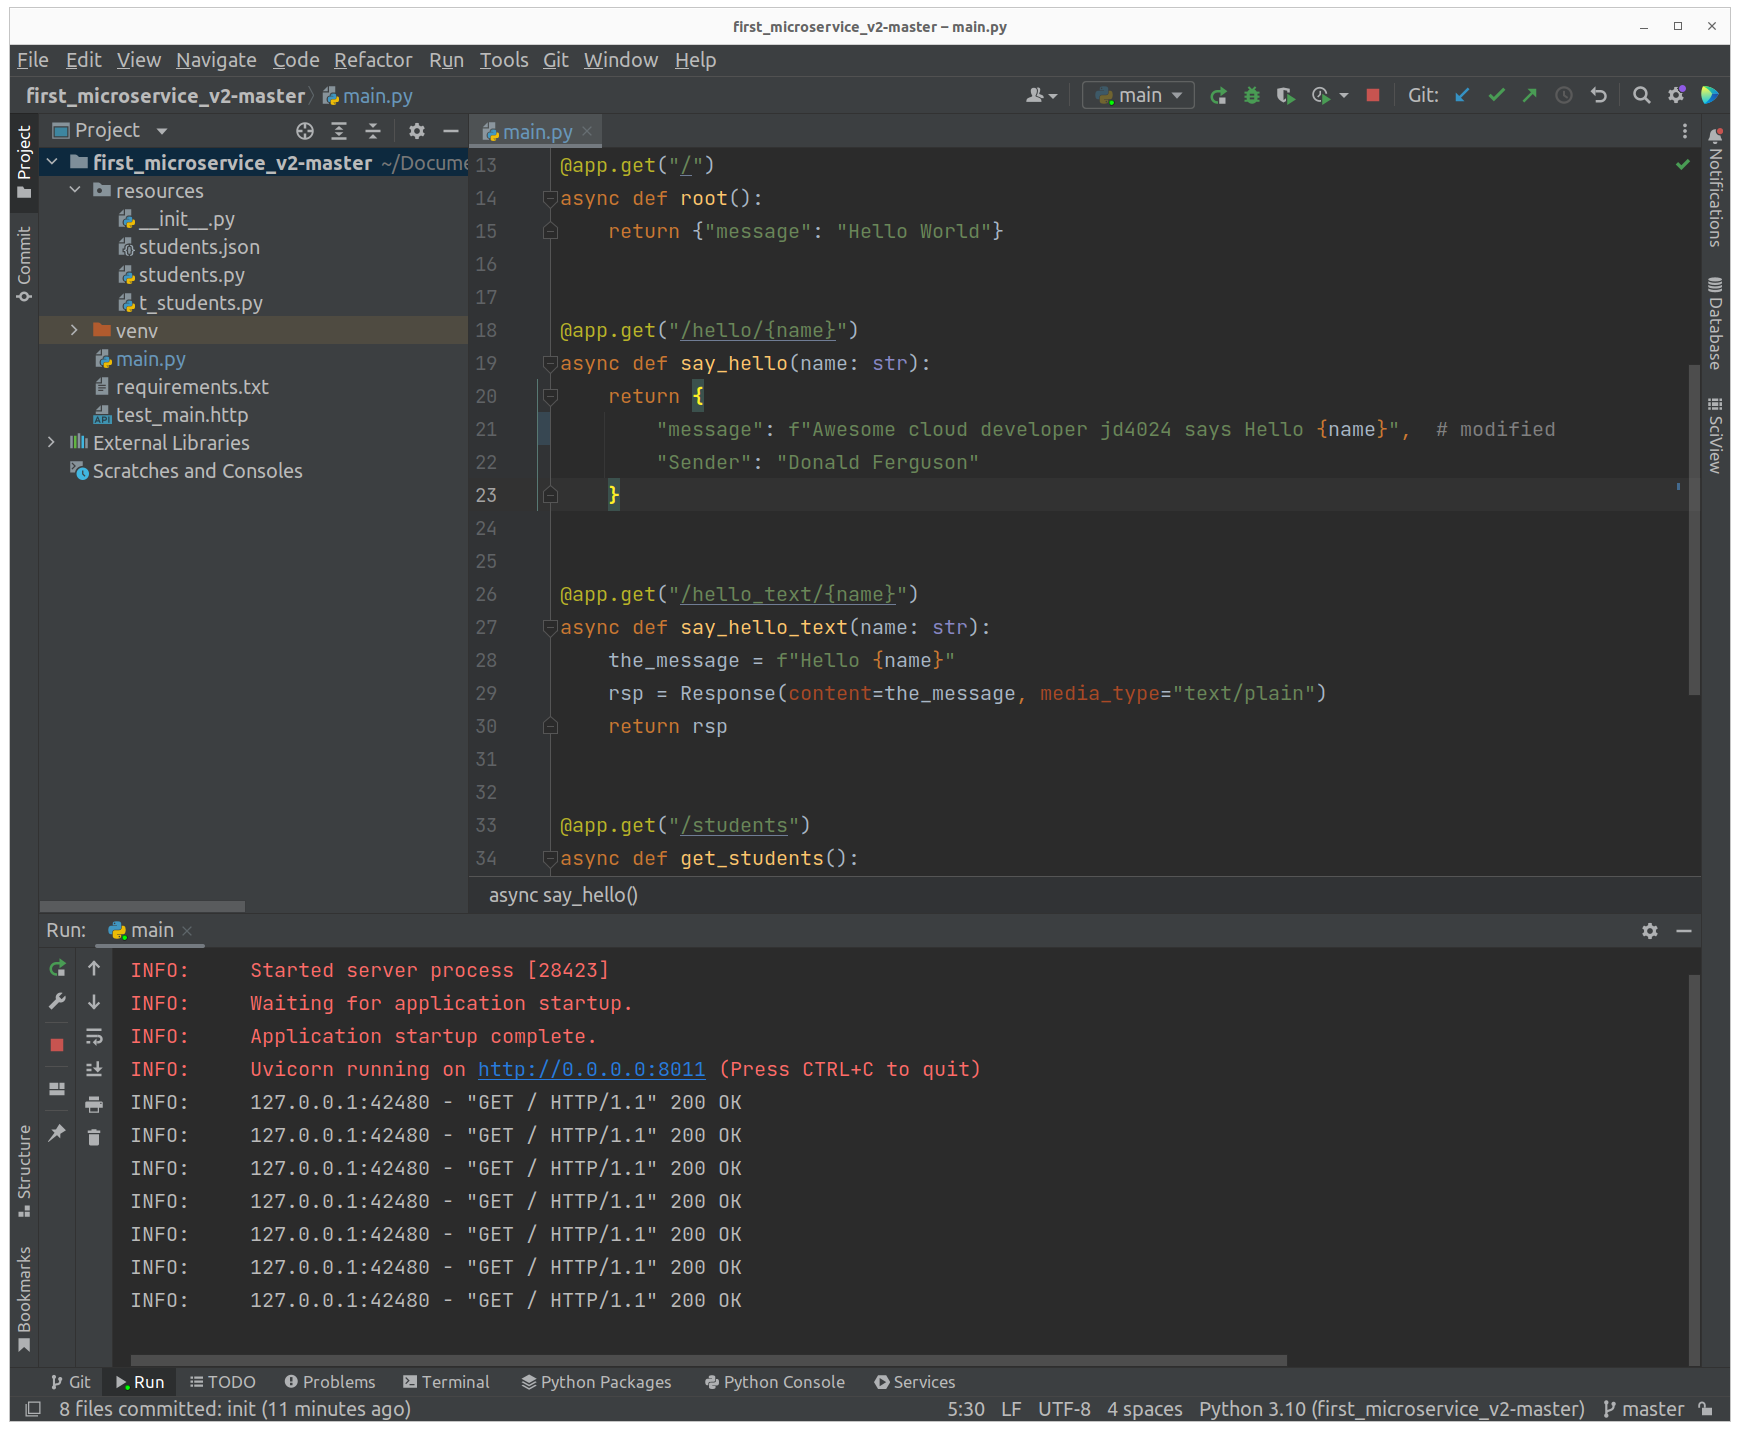 first_microservice_v2-master – main.py
File Edit View Navigate Code Refactor Run Tools Git Window Help
first_microservice_v2-master main.py
main Git:
Project
Commit
Structure
Bookmarks
Project
first_microservice_v2-master ~/Docume
resources
__init__.py
students.json
students.py
t_students.py
venv
main.py
requirements.txt
API test_main.http
External Libraries
Scratches and Consoles
main.py
13 @app.get("/")
14 async def root():
15 return {"message": "Hello World"}
16
17
18 @app.get("/hello/{name}")
19 async def say_hello(name: str):
20 return {
21 "message": f"Awesome cloud developer jd4024 says Hello {name}", # modified
22 "Sender": "Donald Ferguson"
23 }
24
25
26 @app.get("/hello_text/{name}")
27 async def say_hello_text(name: str):
28 the_message = f"Hello {name}"
29 rsp = Response(content=the_message, media_type="text/plain")
30 return rsp
31
32
33 @app.get("/students")
34 async def get_students():
async say_hello()
Notifications
Database
SciView
Run: main
INFO: Started server process [28423]
INFO: Waiting for application startup.
INFO: Application startup complete.
INFO: Uvicorn running on http://0.0.0.0:8011 (Press CTRL+C to quit)
INFO: 127.0.0.1:42480 - "GET / HTTP/1.1" 200 OK
INFO: 127.0.0.1:42480 - "GET / HTTP/1.1" 200 OK
INFO: 127.0.0.1:42480 - "GET / HTTP/1.1" 200 OK
INFO: 127.0.0.1:42480 - "GET / HTTP/1.1" 200 OK
INFO: 127.0.0.1:42480 - "GET / HTTP/1.1" 200 OK
INFO: 127.0.0.1:42480 - "GET / HTTP/1.1" 200 OK
INFO: 127.0.0.1:42480 - "GET / HTTP/1.1" 200 OK
Git Run TODO Problems Terminal Python Packages Python Console Services
8 files committed: init (11 minutes ago) 5:30 LF UTF-8 4 spaces Python 3.10 (first_microservice_v2-master) master